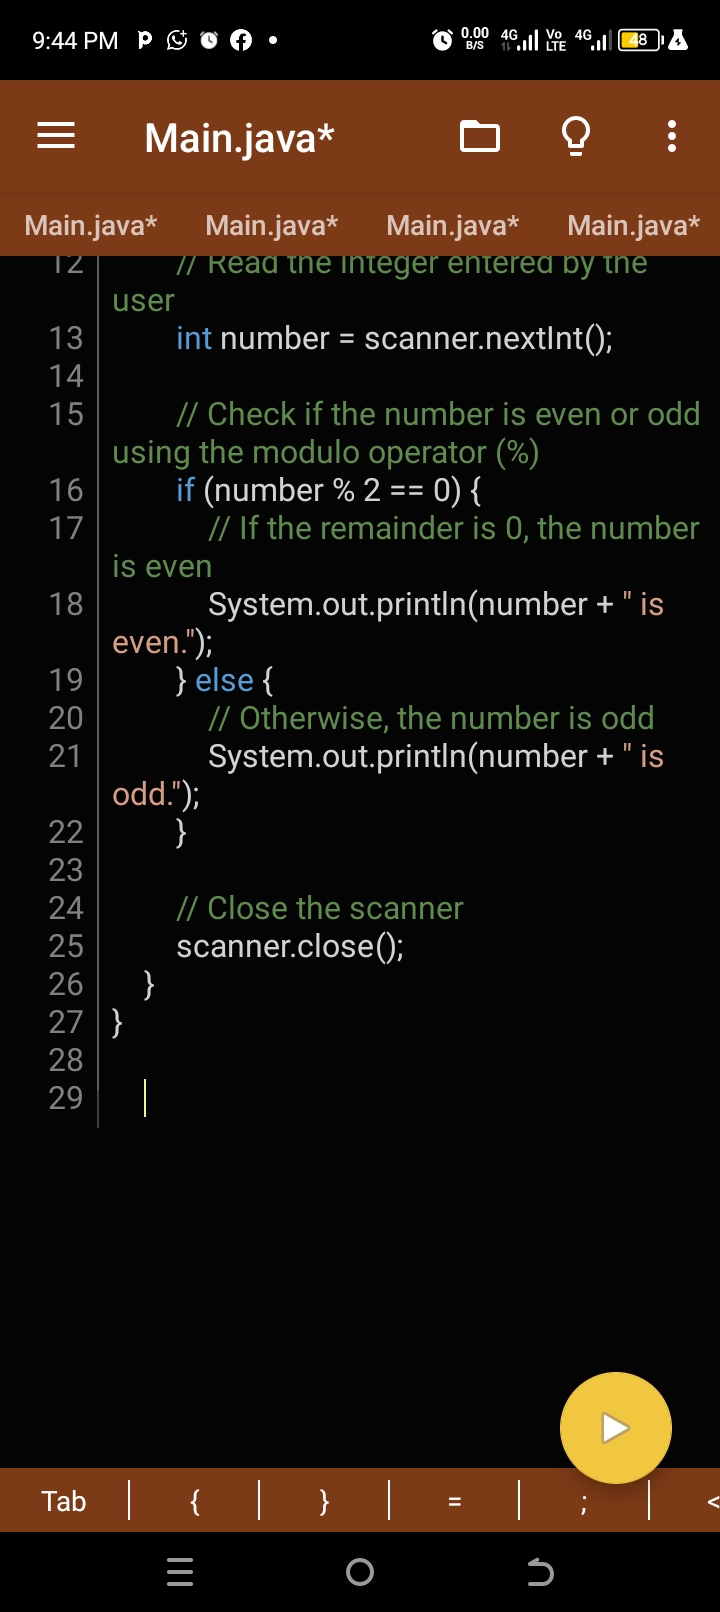 9:44 PM 0.00 B/S 4G Vo LTE 4G 48
Main.java*
Main.java* Main.java* Main.java* Main.java*
12 // Read the integer entered by the
user
13 int number = scanner.nextInt();
14
15 // Check if the number is even or odd
using the modulo operator (%)
16 if (number % 2 == 0) {
17 // If the remainder is 0, the number
is even
18 System.out.println(number + " is
even.");
19 } else {
20 // Otherwise, the number is odd
21 System.out.println(number + " is
odd.");
22 }
23
24 // Close the scanner
25 scanner.close();
26 }
27 }
28
29
Tab { } = ; <